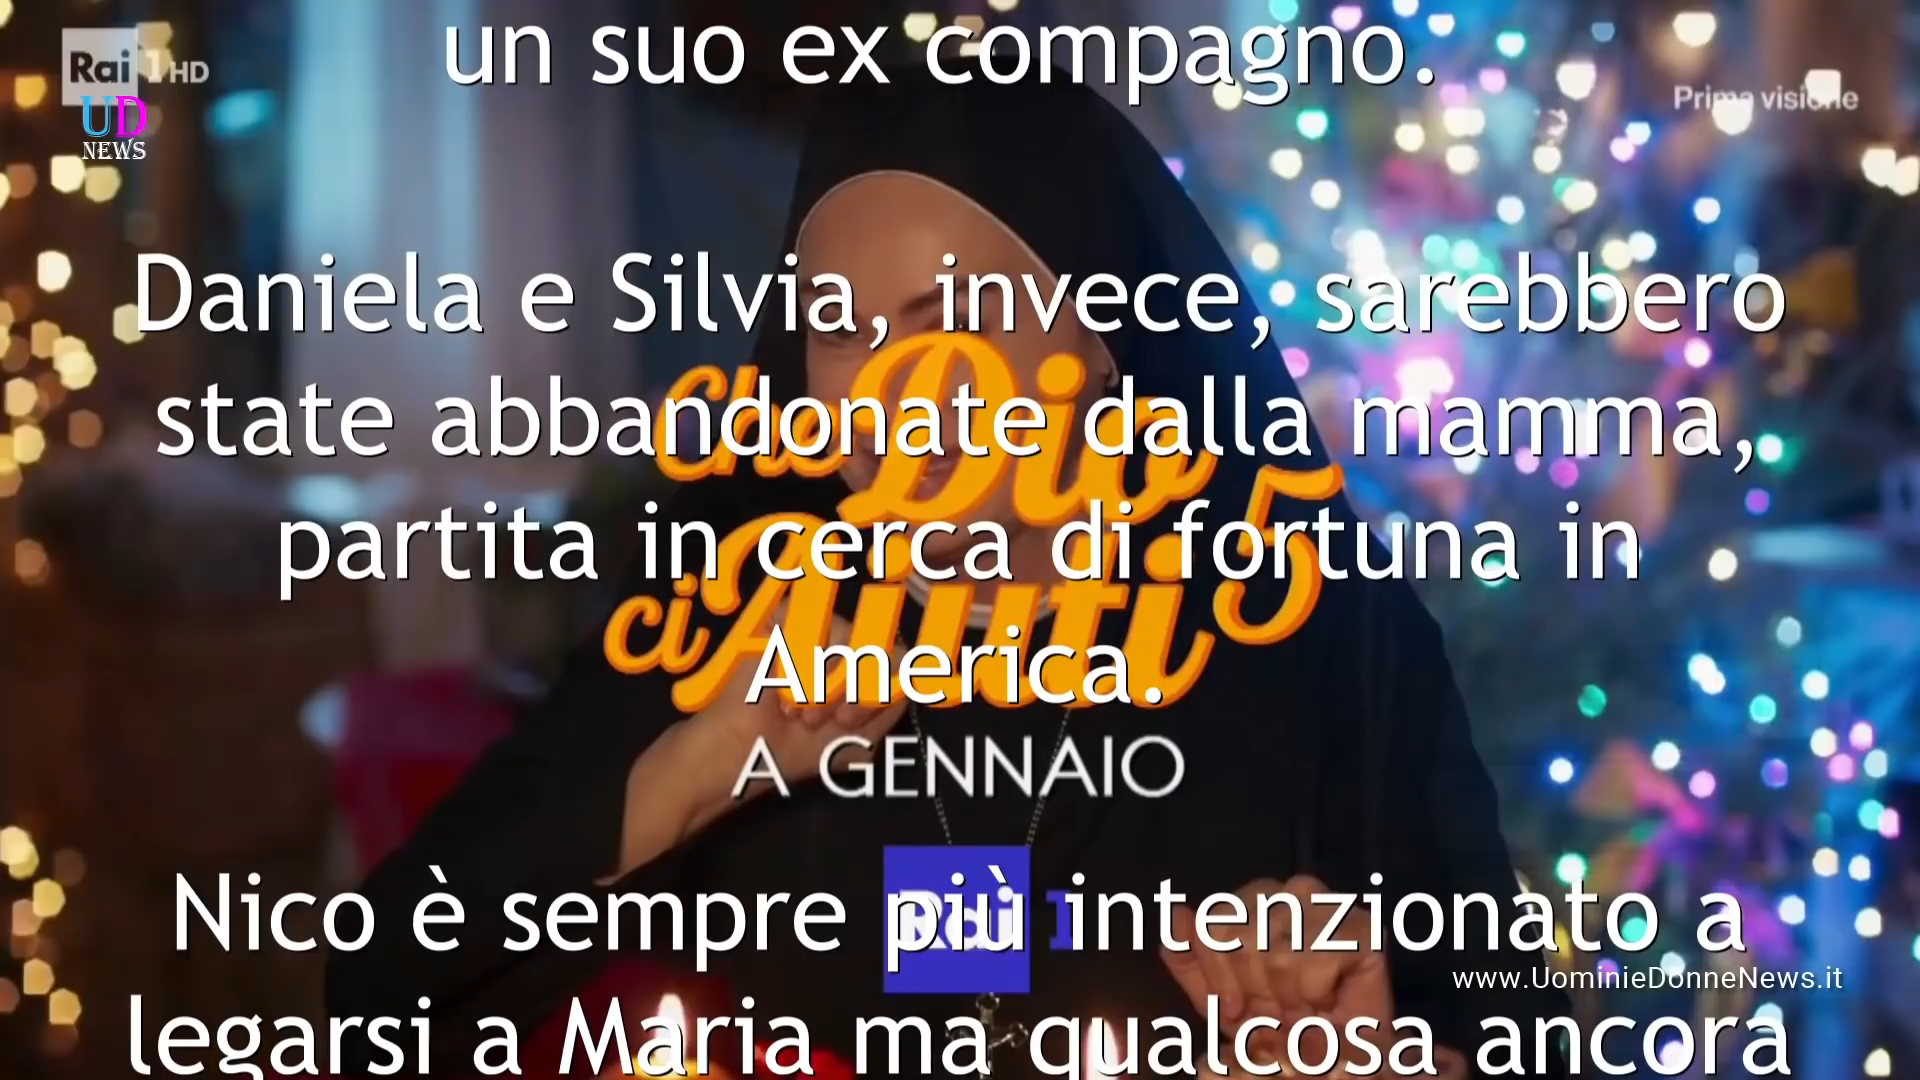 un suo ex compagno.
Rai 1 HD
UD
NEWS
Prima visione
Daniela e Silvia, invece, sarebbero
state abbandonate dalla mamma,
partita in cerca di fortuna in
America.
Che Dio
ci Aiuti 5
A GENNAIO
Rai 1
Nico è sempre più intenzionato a
www.UominieDonneNews.it
legarsi a Maria ma qualcosa ancora